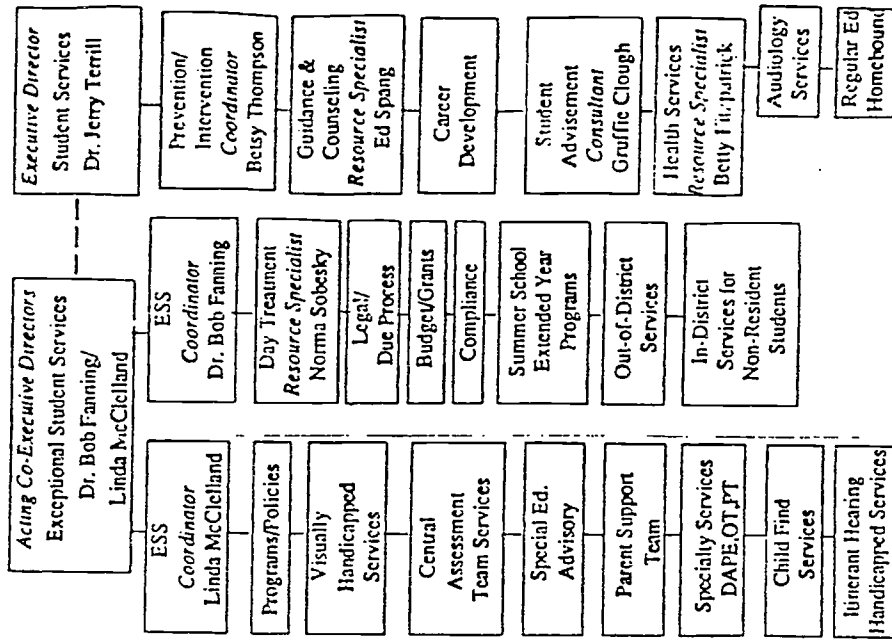 Acting Co-Executive Directors
Exceptional Student Services
Dr. Bob Fanning/
Linda McClelland
Executive Director
Student Services
Dr. Jerry Terrill
ESS
Coordinator
Linda McClelland
Programs/Policies
Visually
Handicapped
Services
Central
Assessment
Team Services
Special Ed.
Advisory
Parent Support
Team
Specialty Services
DAPE,OT,PT
Child Find
Services
Itinerant Hearing
Handicapped Services
ESS
Coordinator
Dr. Bob Fanning
Day Treatment
Resource Specialist
Norma Sobesky
Legal/
Due Process
Budget/Grants
Compliance
Summer School
Extended Year
Programs
Out-of-District
Services
In-District
Services for
Non-Resident
Students
Prevention/
Intervention
Coordinator
Betsy Thompson
Guidance &
Counseling
Resource Specialist
Ed Spang
Career
Development
Student
Advisement
Consultant
Gruffie Clough
Health Services
Resource Specialist
Betty Fitzpatrick
Audiology
Services
Regular Ed
Homebound